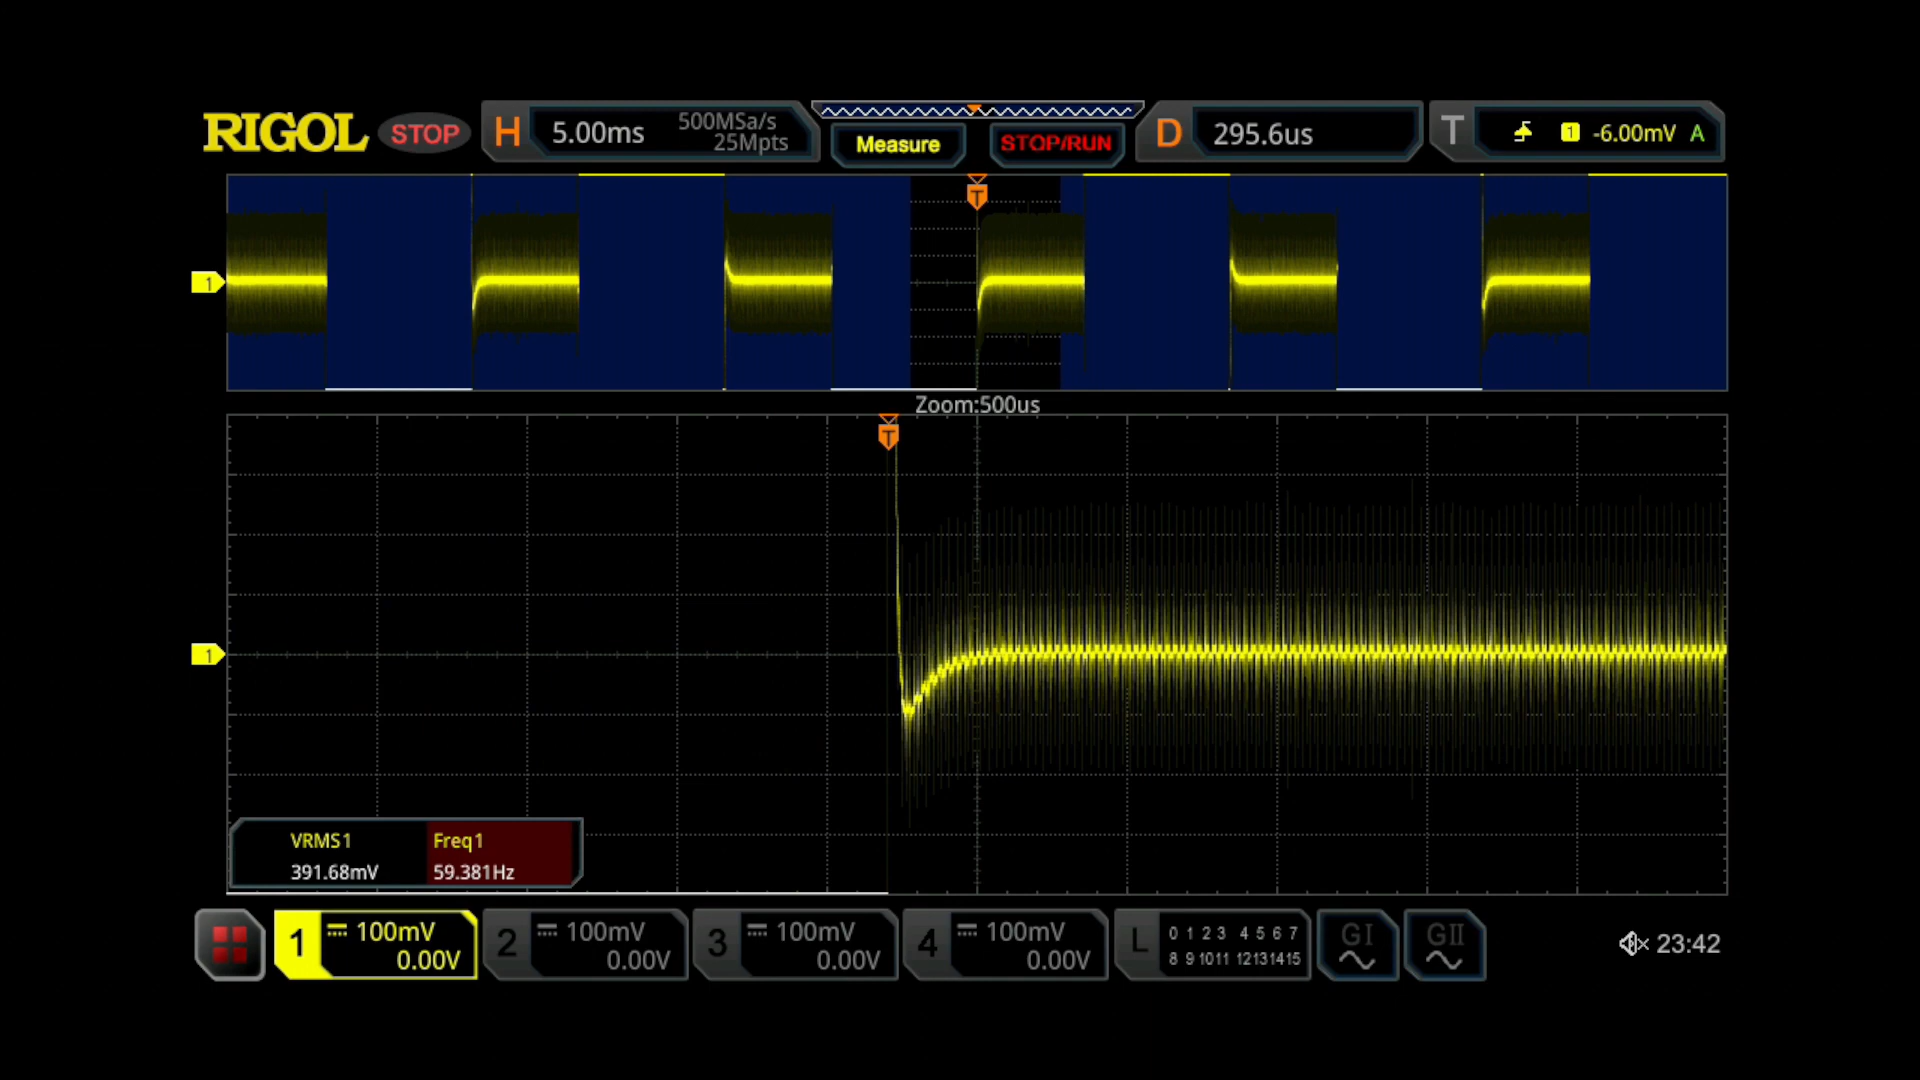 RIGOL STOP H 5.00ms 500MSa/s 25Mpts Measure STOP/RUN D 295.6us T 1 -6.00mV A
T
1
Zoom:500us
T
1
VRMS1 Freq1
391.68mV 59.381Hz
1 100mV 0.00V 2 100mV 0.00V 3 100mV 0.00V 4 100mV 0.00V L 0 1 2 3 4 5 6 7 8 9 10 11 12 13 14 15 GI GII 23:42